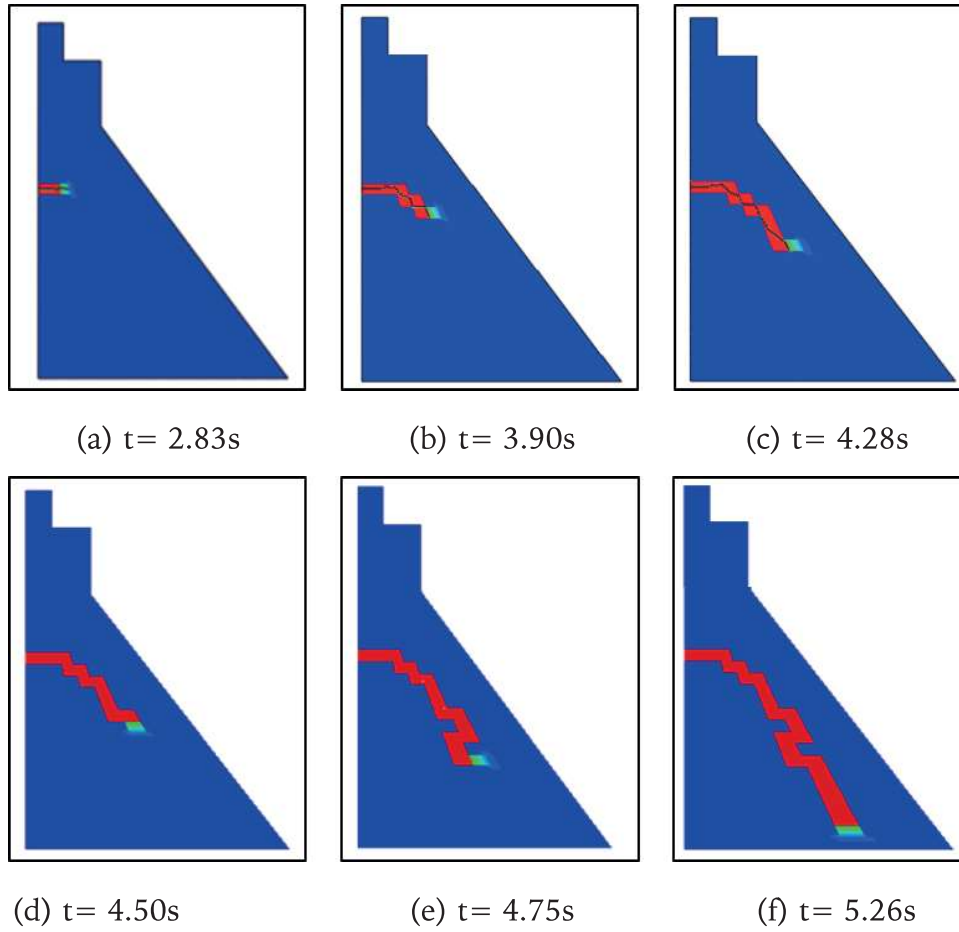 (a) t= 2.83s
(b) t= 3.90s
(c) t= 4.28s
(d) t= 4.50s
(e) t= 4.75s
(f) t= 5.26s